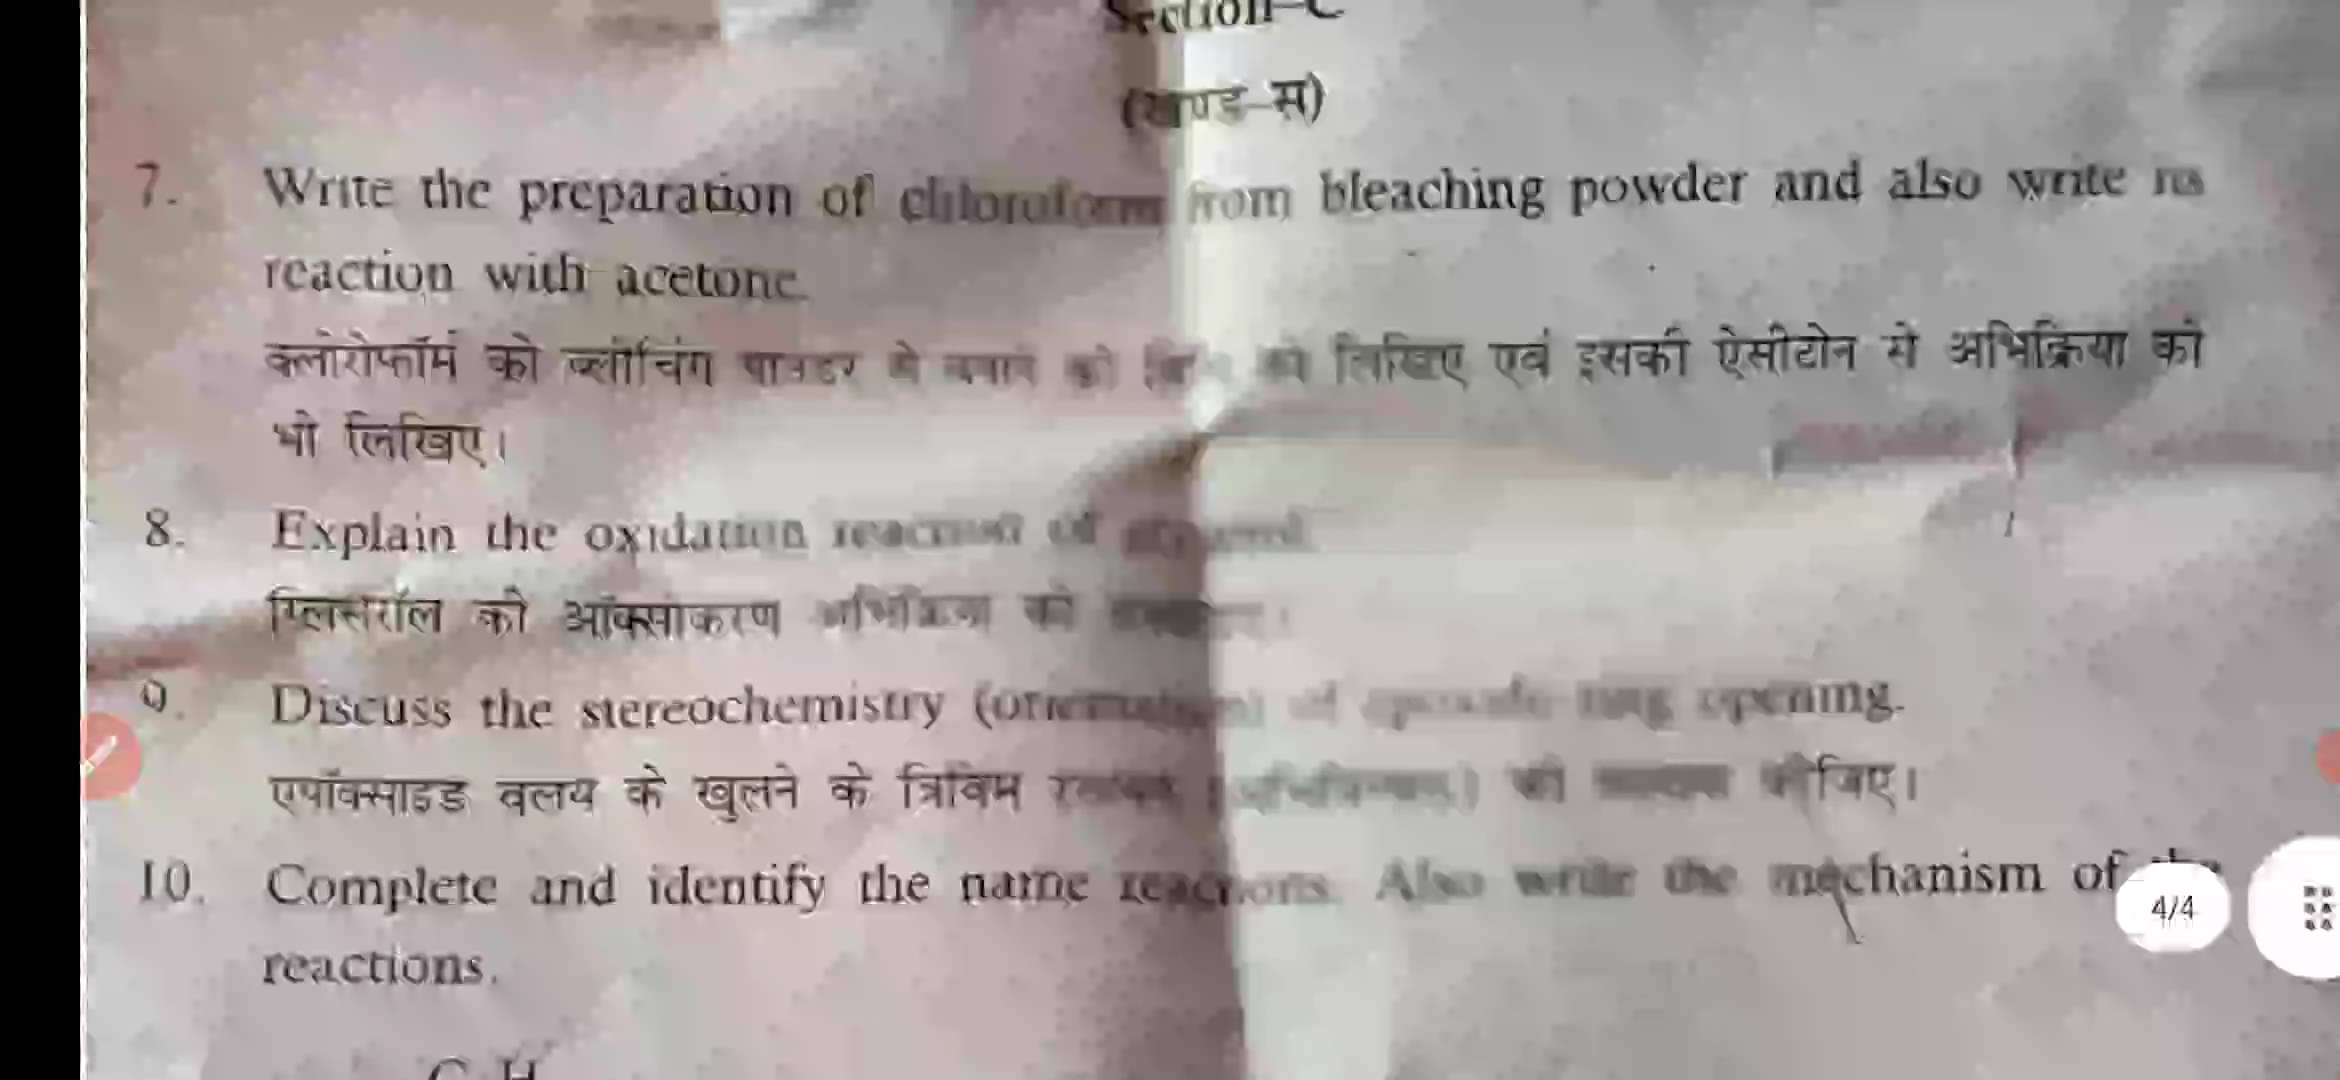 Section-C
(खण्ड-स)
7. Write the preparation of chloroform from bleaching powder and also write its
reaction with acetone.
क्लोरोफॉर्म को ब्लीचिंग पाउडर से बनाने की लिखिए एवं इसकी ऐसीटोन से अभिक्रिया को
भी लिखिए।
8. Explain the oxidation reaction of
ग्लिसरॉल की ऑक्सीकरण अभिक्रिया को
9. Discuss the stereochemistry (orientation) of epoxide ring opening.
एपॉक्साइड वलय के खुलने के त्रिविम की कीजिए।
10. Complete and identify the name reactions. Also write the mechanism of the
4/4
reactions.
C H